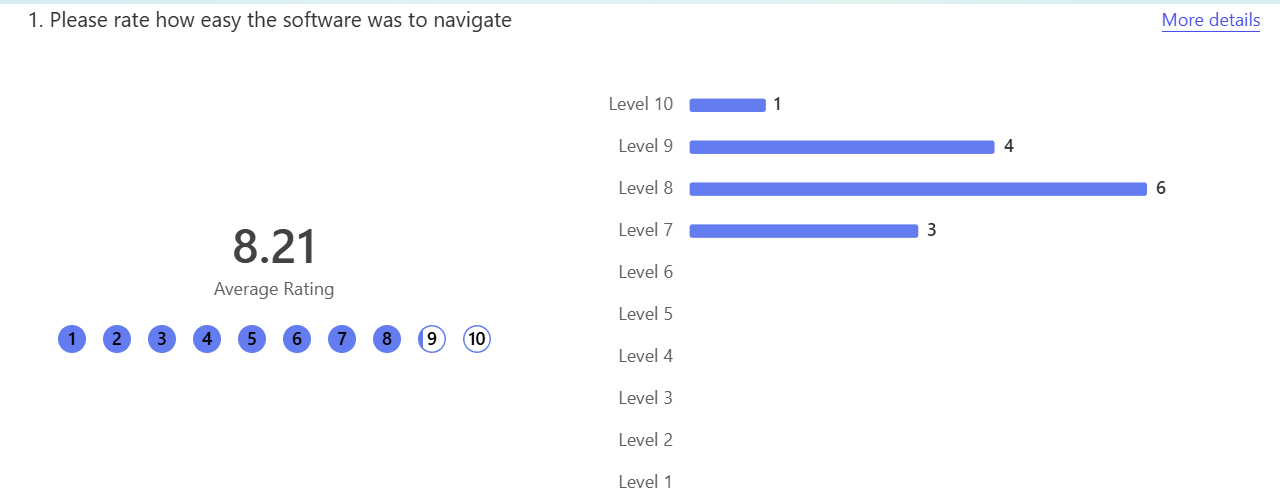 1. Please rate how easy the software was to navigate
More details
8.21
Average Rating
1 2 3 4 5 6 7 8 9 10
Level 10 1
Level 9 4
Level 8 6
Level 7 3
Level 6
Level 5
Level 4
Level 3
Level 2
Level 1